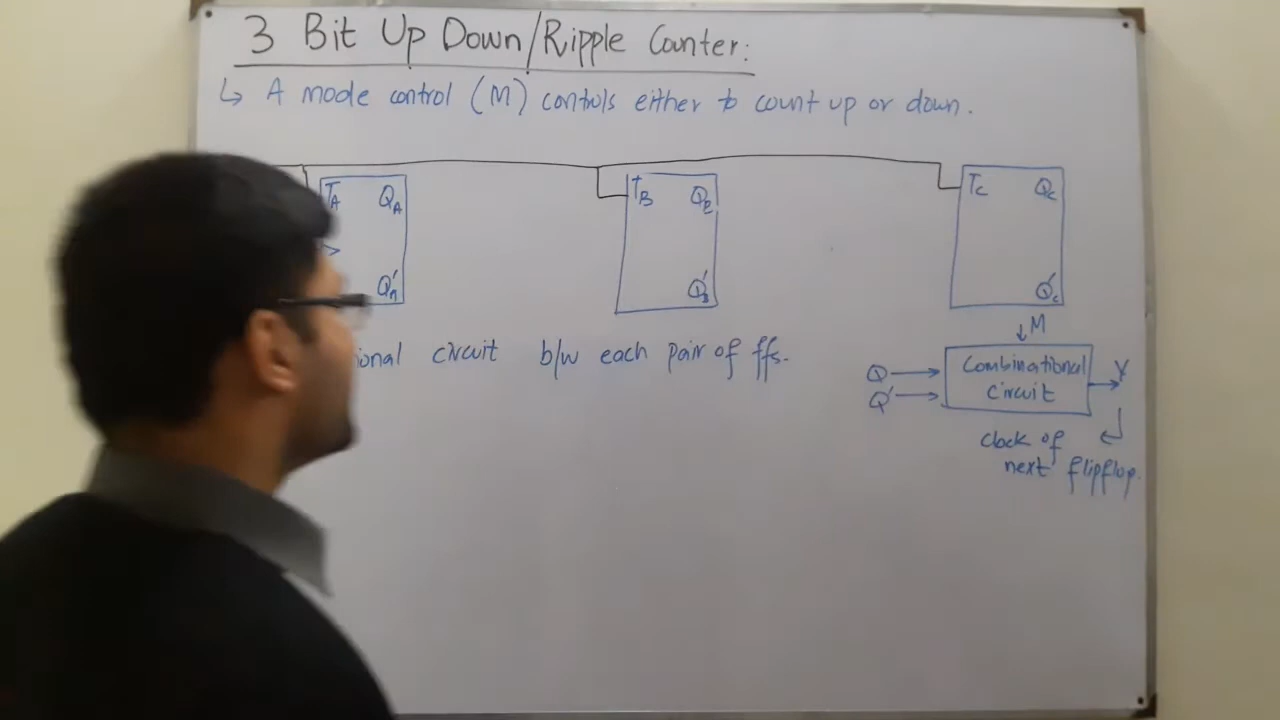 3 Bit Up Down/Ripple Counter:
↳ A mode control (M) controls either to count up or down.
TA QA
TB QB
TC QC
Q'A
Q'B
Q'C
M
circuit b/w each pair of ffs.
Q
Q'
Combinational
circuit
Y
clock of
next flipflop.